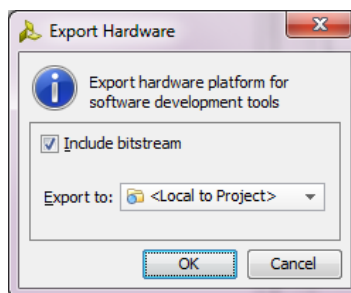 Export Hardware
Export hardware platform for
software development tools
Include bitstream
Export to: <Local to Project>
OK Cancel